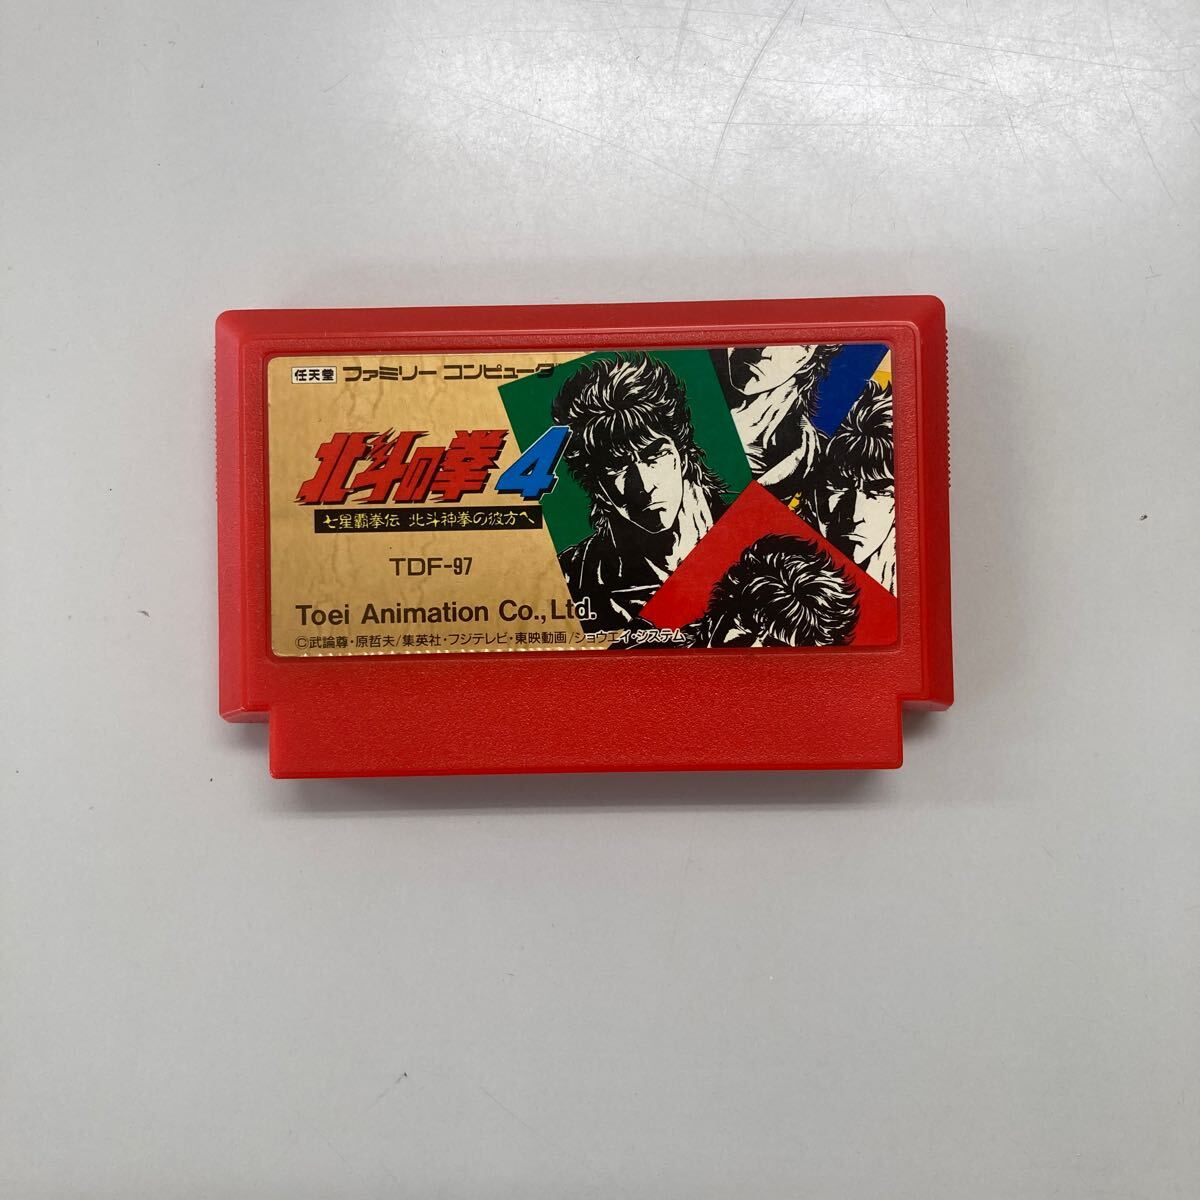 任天堂 ファミリー コンピュータ
北斗の拳4
七星覇拳伝 北斗神拳の彼方へ
TDF-97
Toei Animation Co.,Ltd.
©武論尊・原哲夫/集英社・フジテレビ・東映動画/ショウエイ・システム